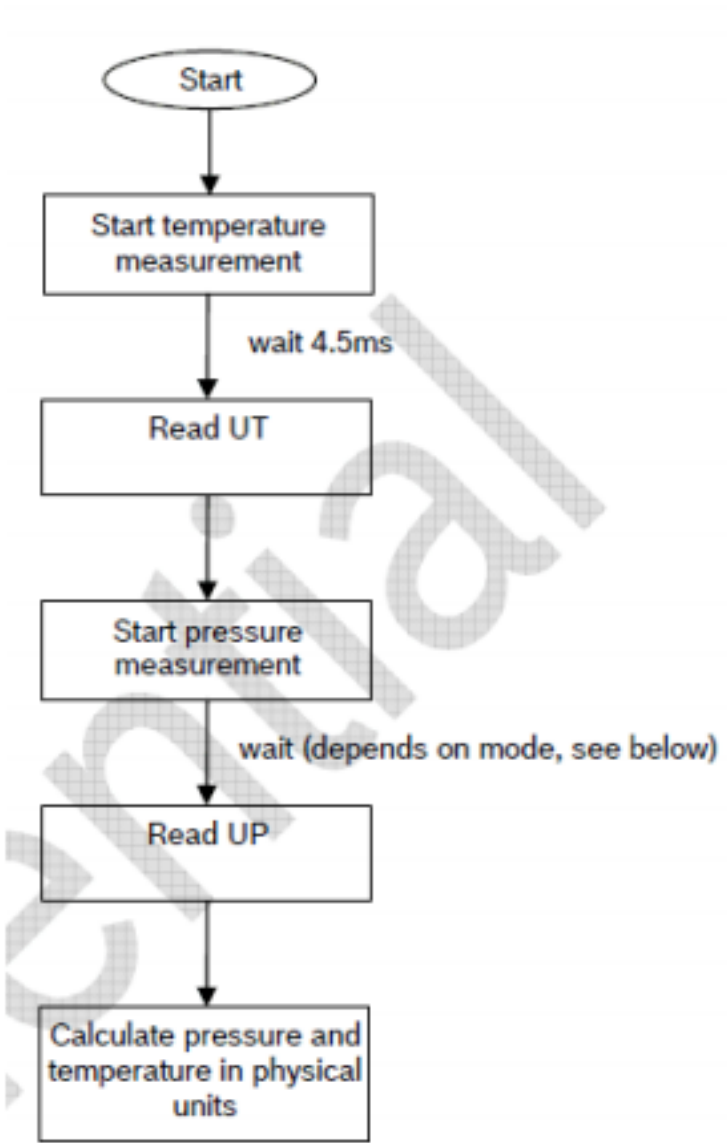 Start
Start temperature
measurement
wait 4.5ms
Read UT
Start pressure
measurement
wait (depends on mode, see below)
Read UP
Calculate pressure and
temperature in physical
units
ential